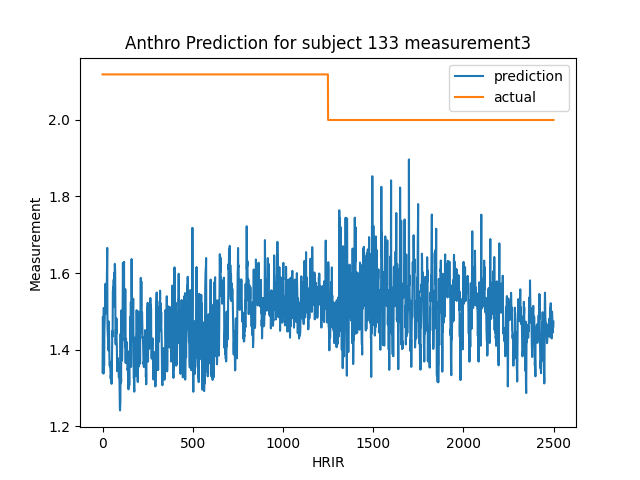 Anthro Prediction for subject 133 measurement3
prediction
actual
Measurement
2.0
1.8
1.6
1.4
1.2
0
500
1000
1500
2000
2500
HRIR